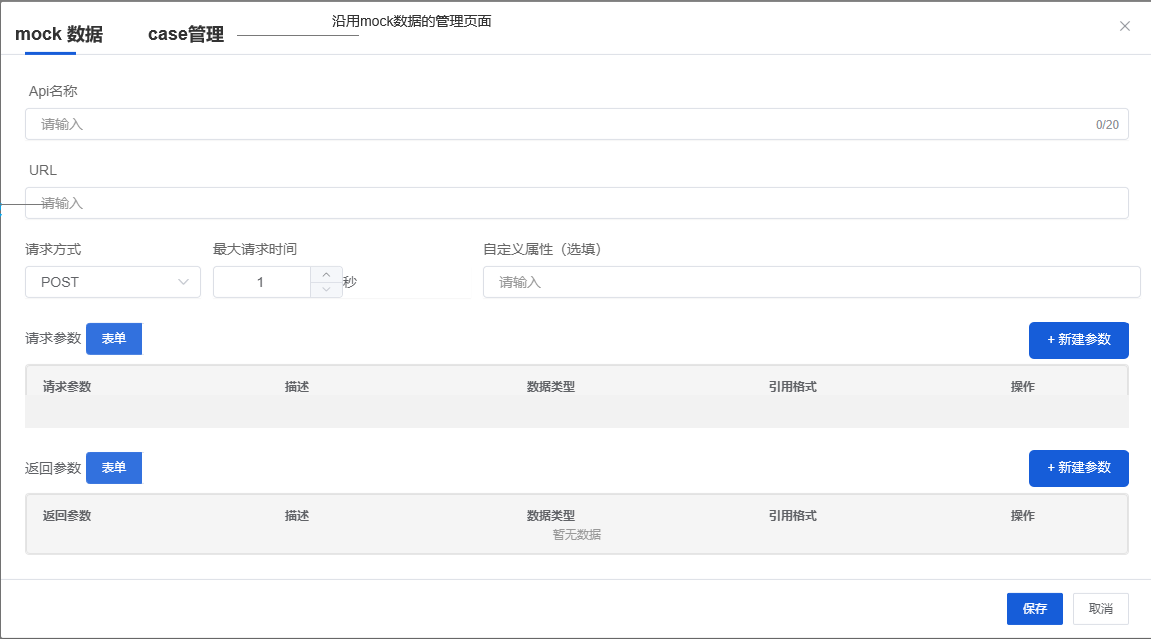 沿用mock数据的管理页面
mock 数据 case管理
Api名称
请输入 0/20
URL
请输入
请求方式 最大请求时间 自定义属性（选填）
POST 1 秒 请输入
请求参数 表单 + 新建参数
请求参数 描述 数据类型 引用格式 操作
返回参数 表单 + 新建参数
返回参数 描述 数据类型 引用格式 操作
暂无数据
保存 取消